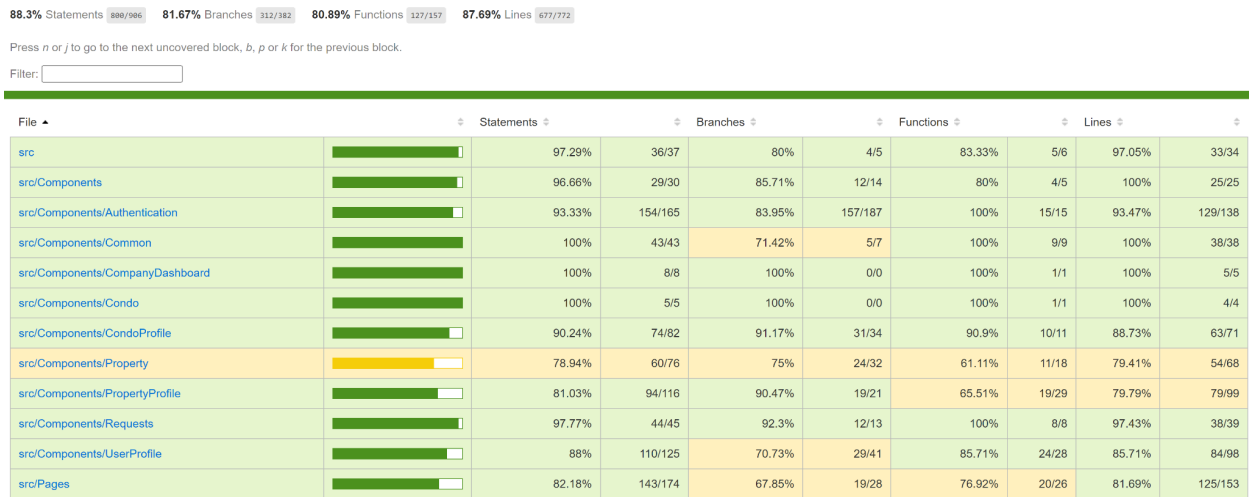 88.3% Statements 800/906 81.67% Branches 312/382 80.89% Functions 127/157 87.69% Lines 677/772
Press n or j to go to the next uncovered block, b, p or k for the previous block.
Filter:
File Statements Branches Functions Lines
src 97.29% 36/37 80% 4/5 83.33% 5/6 97.05% 33/34
src/Components 96.66% 29/30 85.71% 12/14 80% 4/5 100% 25/25
src/Components/Authentication 93.33% 154/165 83.95% 157/187 100% 15/15 93.47% 129/138
src/Components/Common 100% 43/43 71.42% 5/7 100% 9/9 100% 38/38
src/Components/CompanyDashboard 100% 8/8 100% 0/0 100% 1/1 100% 5/5
src/Components/Condo 100% 5/5 100% 0/0 100% 1/1 100% 4/4
src/Components/CondoProfile 90.24% 74/82 91.17% 31/34 90.9% 10/11 88.73% 63/71
src/Components/Property 78.94% 60/76 75% 24/32 61.11% 11/18 79.41% 54/68
src/Components/PropertyProfile 81.03% 94/116 90.47% 19/21 65.51% 19/29 79.79% 79/99
src/Components/Requests 97.77% 44/45 92.3% 12/13 100% 8/8 97.43% 38/39
src/Components/UserProfile 88% 110/125 70.73% 29/41 85.71% 24/28 85.71% 84/98
src/Pages 82.18% 143/174 67.85% 19/28 76.92% 20/26 81.69% 125/153